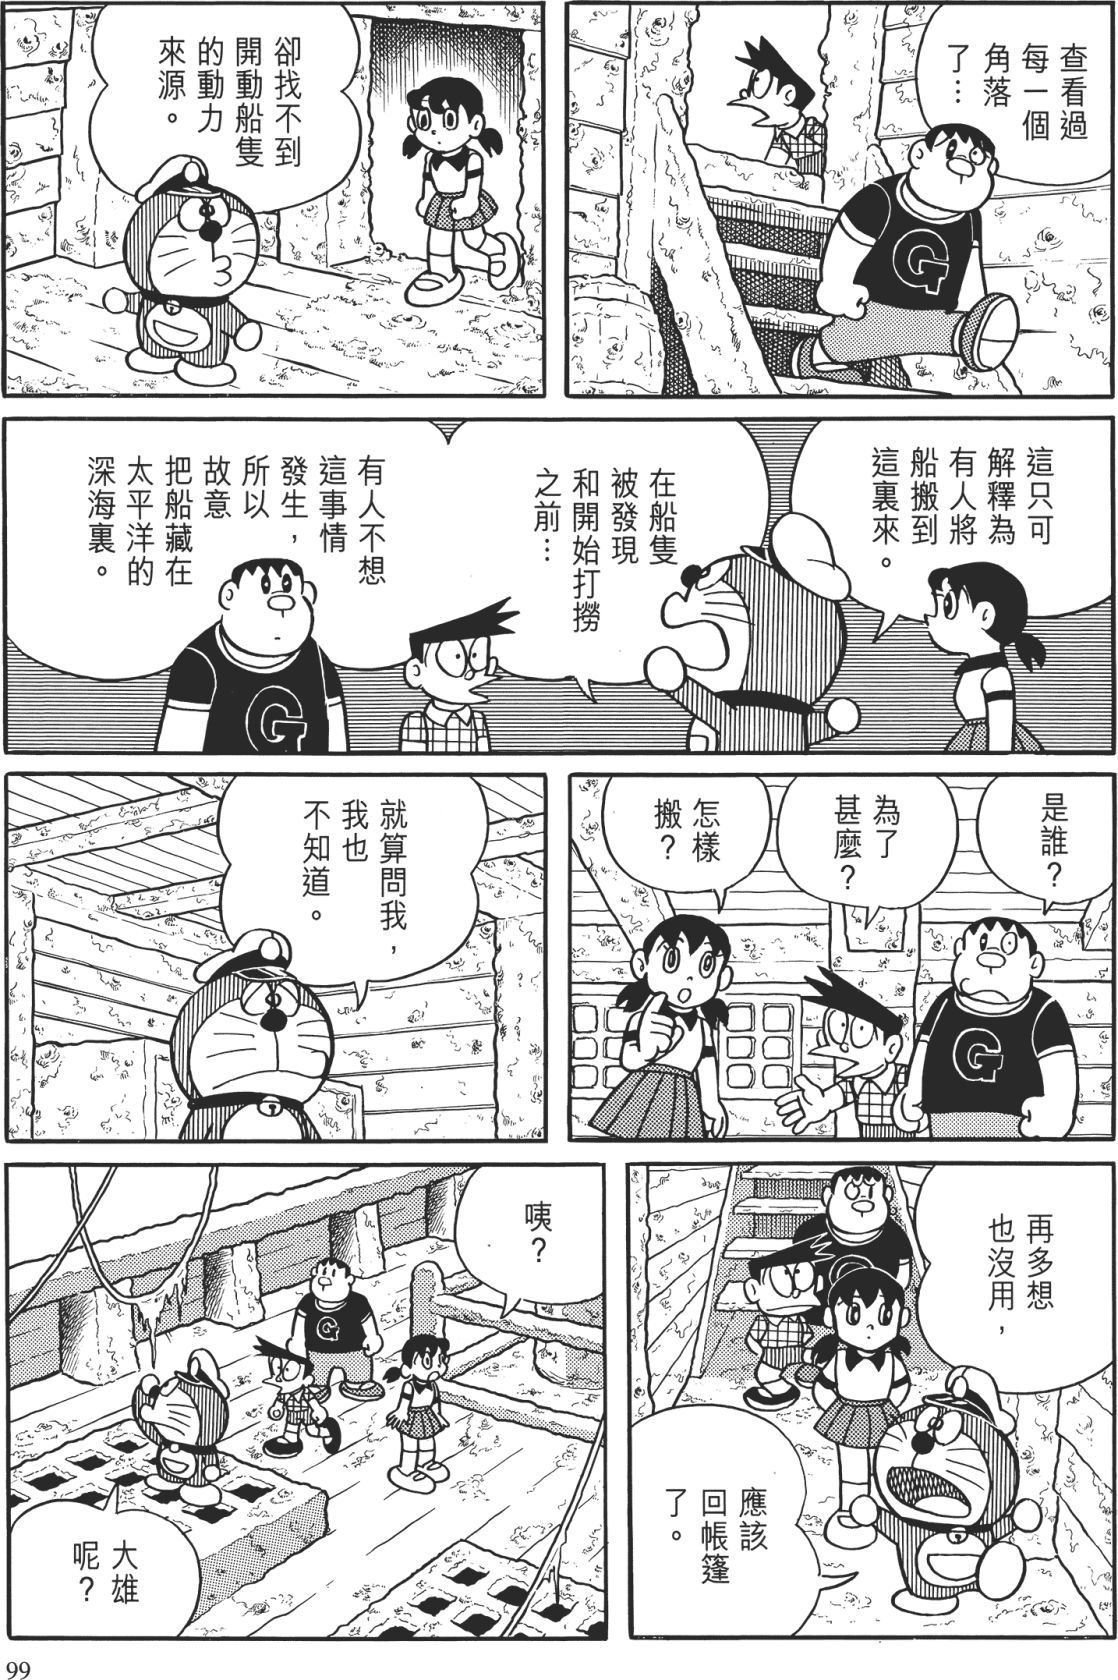 查看過
每一個
角落
了…
G
卻找不到
開動船隻
的動力
來源。
這只可
解釋為
有人將
船搬到
這裏來。
在船隻
被發現
和開始打撈
之前…
有人不想
這事情
發生，
所以
故意
把船藏在
太平洋的
深海裏。
G
是誰？
為了
甚麼？
怎樣
搬？
G
就算問我，
我也
不知道。
再多想
也沒用，
應該
回帳篷
了。
咦？
G
大雄
呢？
99